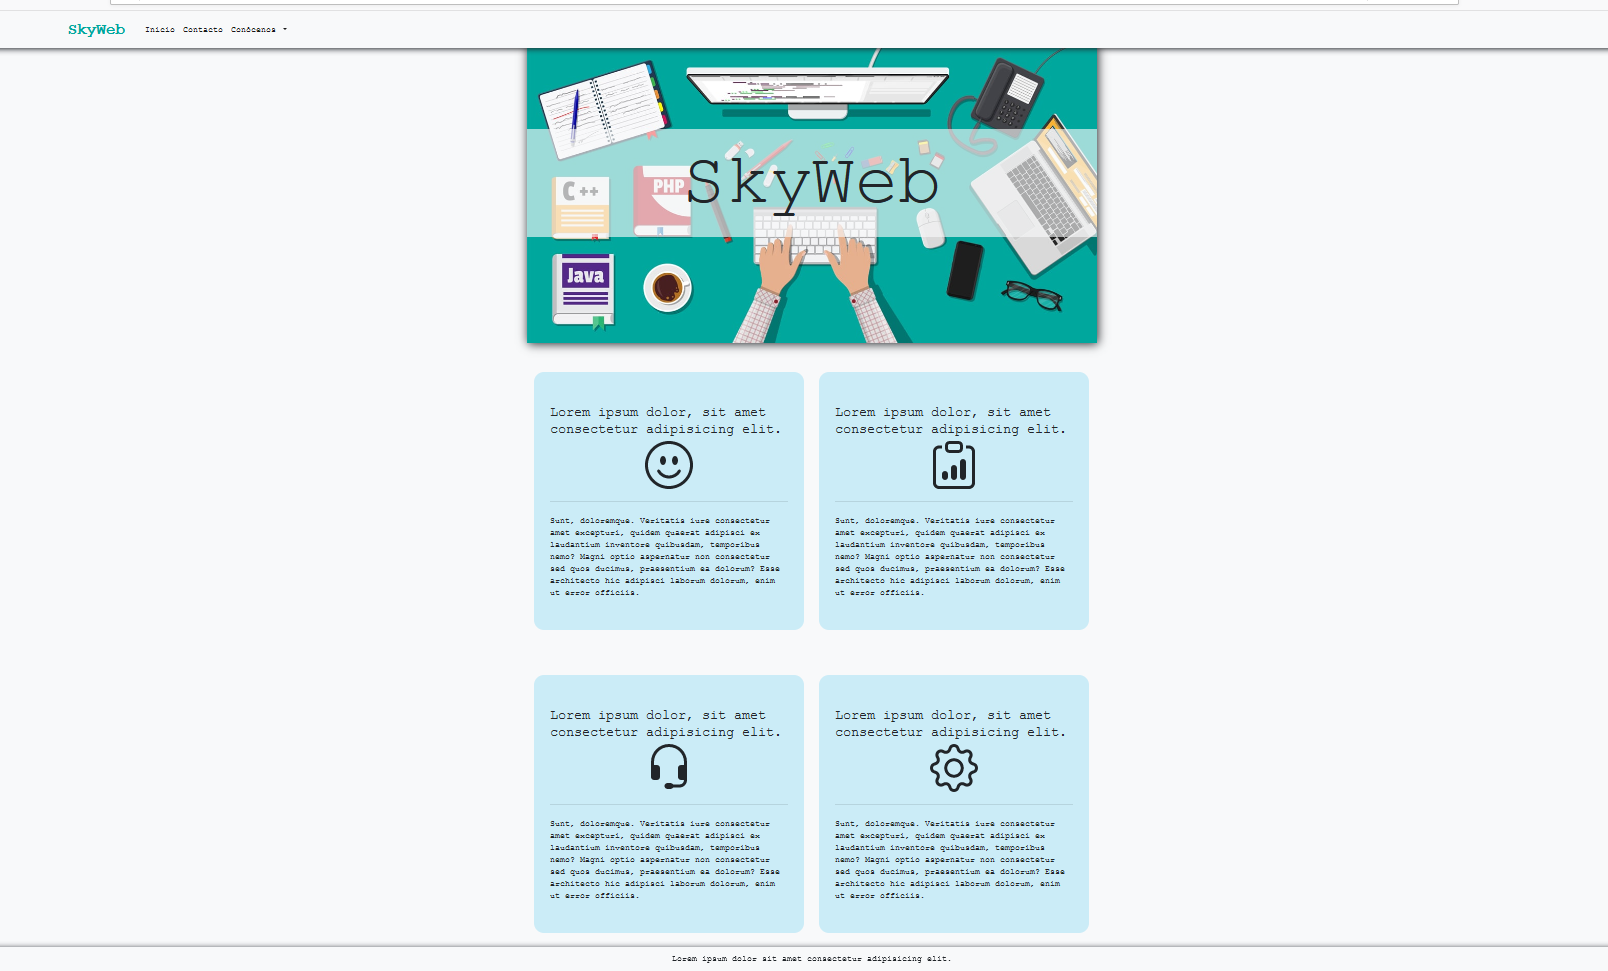 SkyWeb Inicio Contacto Conócenos
SkyWeb
C++
PHP
Java
Lorem ipsum dolor, sit amet
consectetur adipisicing elit.
Sunt, doloremque. Veritatis iure consectetur
amet excepturi, quidem quaerat adipisci ex
laudantium inventore quibusdam, temporibus
nemo? Magni optio aspernatur non consectetur
sed quos ducimus, praesentium ea dolorum? Esse
architecto hic adipisci laborum dolorum, enim
ut error officiis.
Lorem ipsum dolor, sit amet
consectetur adipisicing elit.
Sunt, doloremque. Veritatis iure consectetur
amet excepturi, quidem quaerat adipisci ex
laudantium inventore quibusdam, temporibus
nemo? Magni optio aspernatur non consectetur
sed quos ducimus, praesentium ea dolorum? Esse
architecto hic adipisci laborum dolorum, enim
ut error officiis.
Lorem ipsum dolor, sit amet
consectetur adipisicing elit.
Sunt, doloremque. Veritatis iure consectetur
amet excepturi, quidem quaerat adipisci ex
laudantium inventore quibusdam, temporibus
nemo? Magni optio aspernatur non consectetur
sed quos ducimus, praesentium ea dolorum? Esse
architecto hic adipisci laborum dolorum, enim
ut error officiis.
Lorem ipsum dolor, sit amet
consectetur adipisicing elit.
Sunt, doloremque. Veritatis iure consectetur
amet excepturi, quidem quaerat adipisci ex
laudantium inventore quibusdam, temporibus
nemo? Magni optio aspernatur non consectetur
sed quos ducimus, praesentium ea dolorum? Esse
architecto hic adipisci laborum dolorum, enim
ut error officiis.
Lorem ipsum dolor sit amet consectetur adipisicing elit.